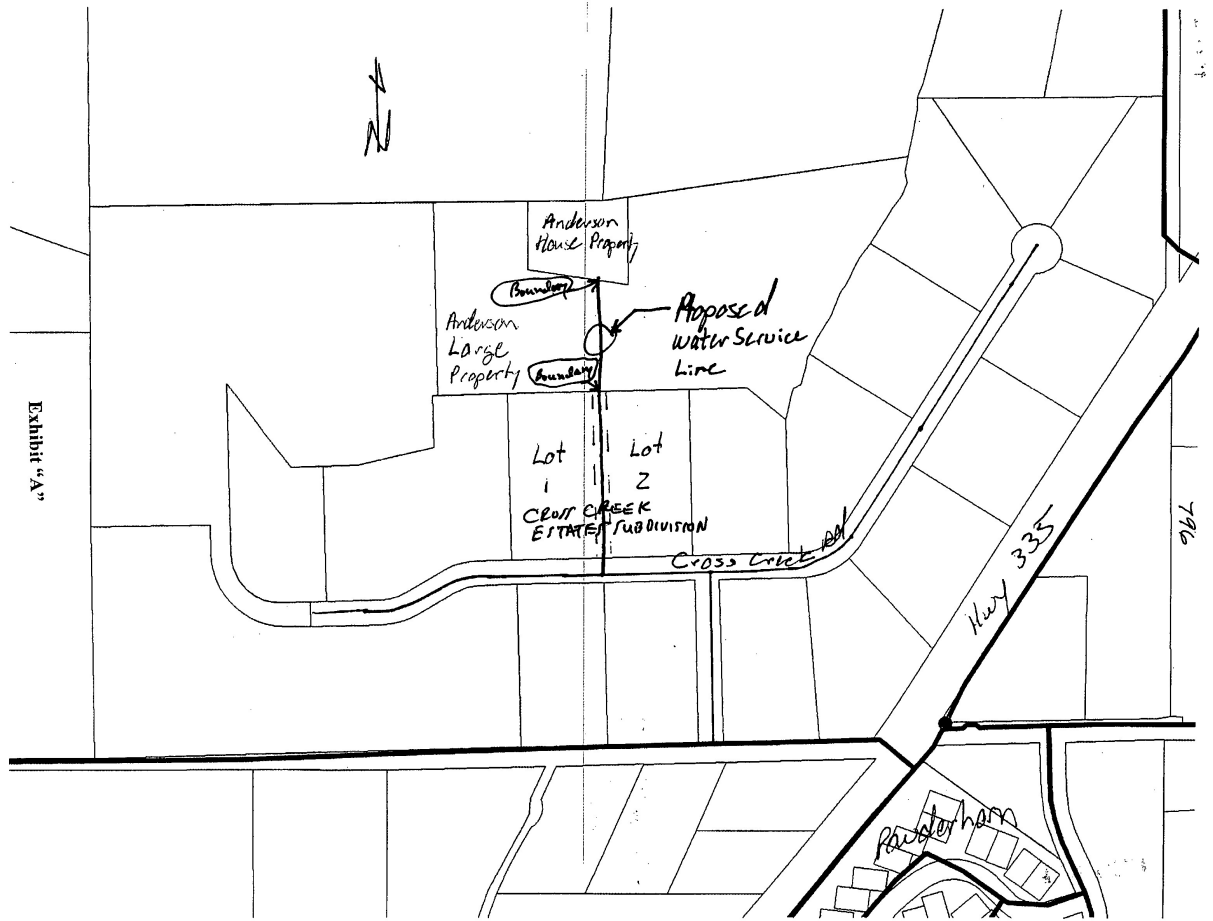 N
Anderson
House Property
Boundary
Proposed
Water Service
Line
Anderson
Large
Property
Boundary
Lot
1
Lot
2
CROSS CREEK
ESTATES SUBDIVISION
Cross Creek Rd.
Hwy 335
Powderhorn
Exhibit "A"
796